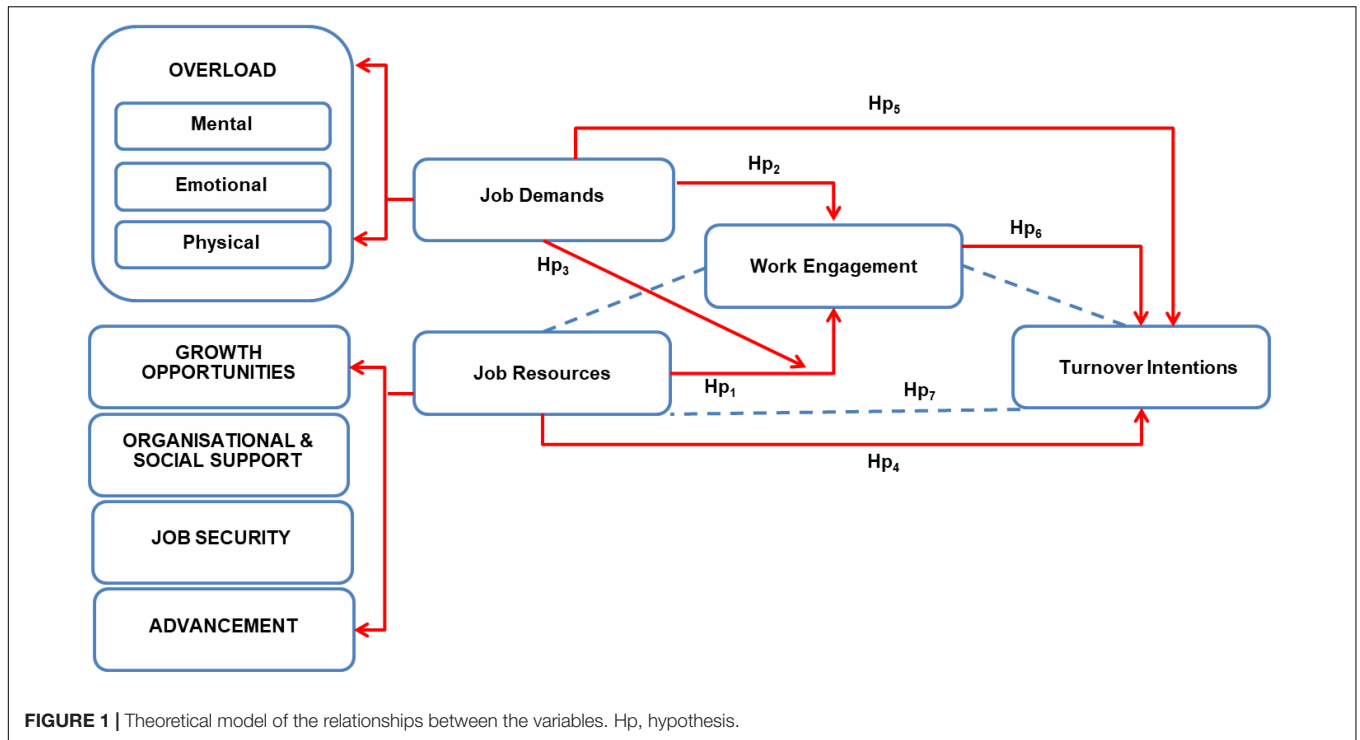 OVERLOAD
Mental
Emotional
Physical
GROWTH
OPPORTUNITIES
ORGANISATIONAL &
SOCIAL SUPPORT
JOB SECURITY
ADVANCEMENT
Job Demands
Job Resources
Work Engagement
Turnover Intentions
Hp5
Hp2
Hp6
Hp3
Hp1
Hp7
Hp4
FIGURE 1 | Theoretical model of the relationships between the variables. Hp, hypothesis.